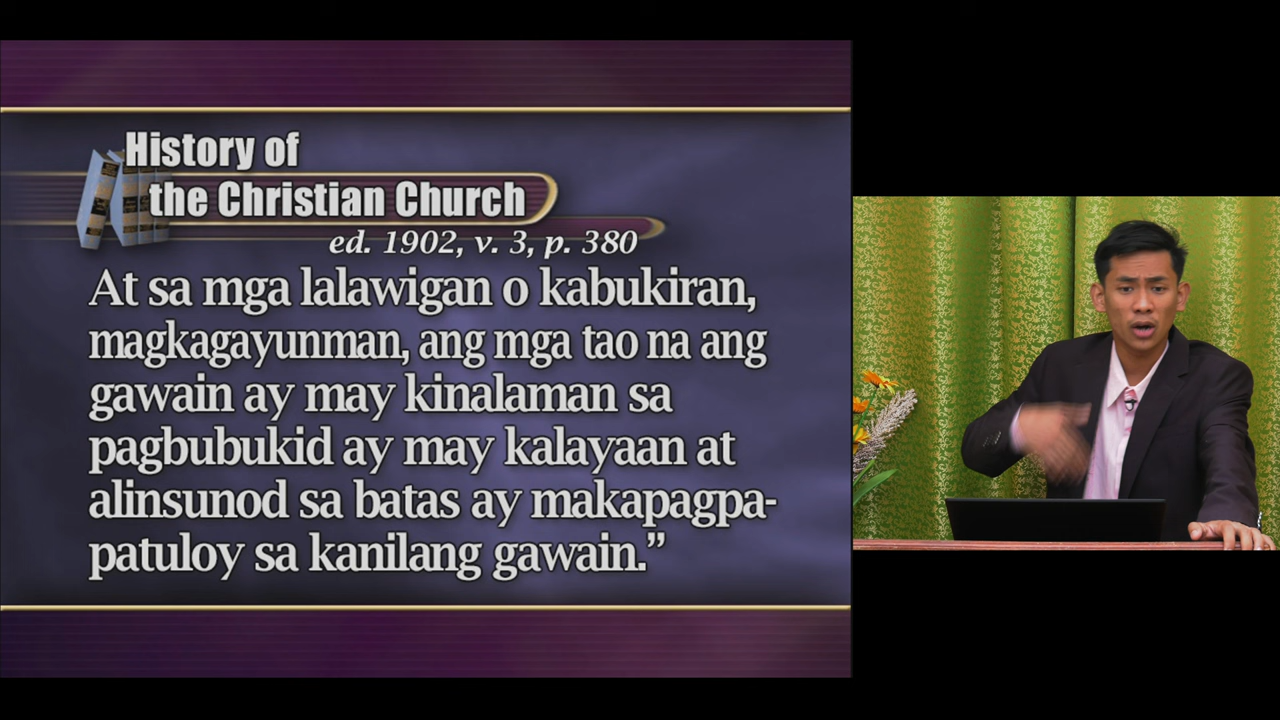 History of
the Christian Church
ed. 1902, v. 3, p. 380
At sa mga lalawigan o kabukiran,
magkagayunman, ang mga tao na ang
gawain ay may kinalaman sa
pagbubukid ay may kalayaan at
alinsunod sa batas ay makapagpa-
patuloy sa kanilang gawain.”